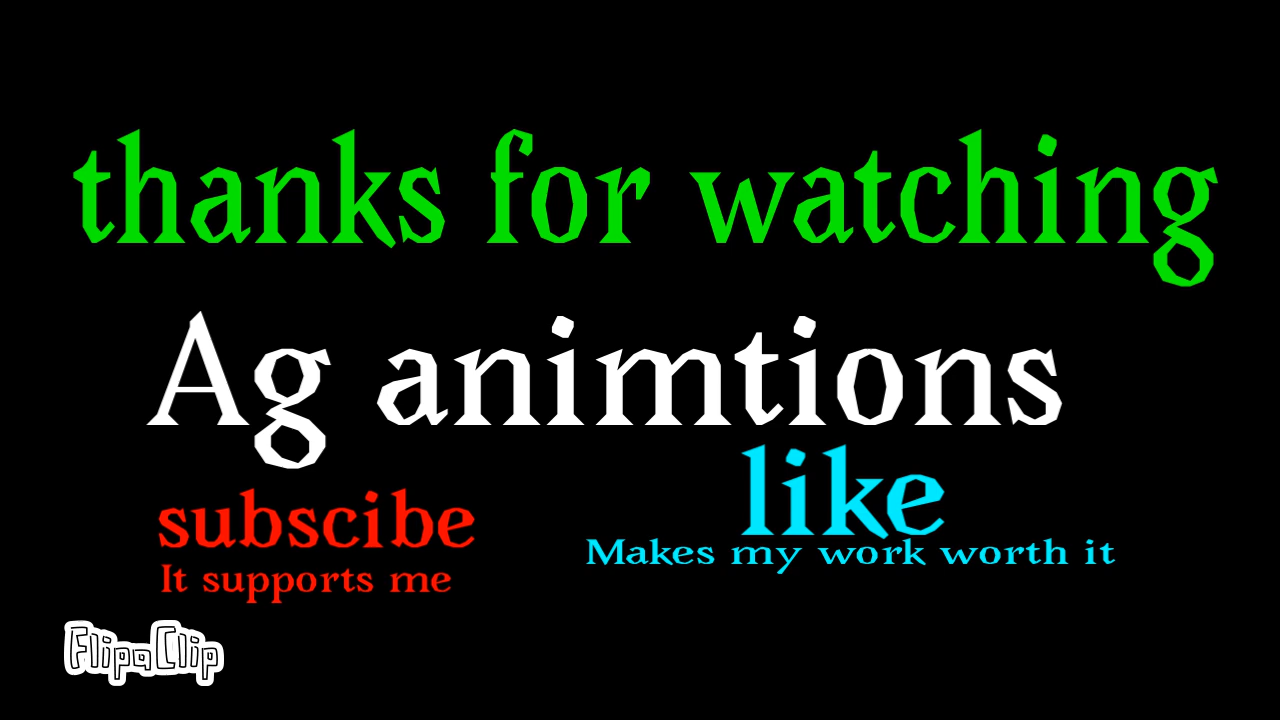 thanks for watching
Ag animtions
subscibe
It supports me
like
Makes my work worth it
FlipaClip